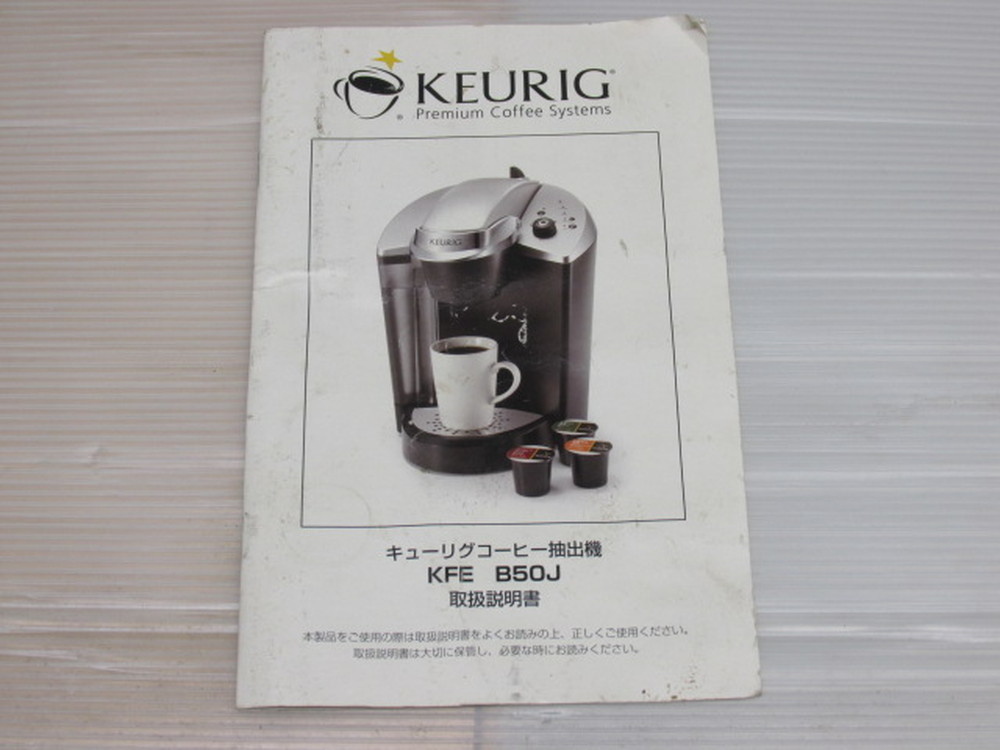 KEURIG®
Premium Coffee Systems
KEURIG
キューリグコーヒー抽出機
KFE B50J
取扱説明書
本製品をご使用の際は取扱説明書をよくお読みの上、正しくご使用ください。
取扱説明書は大切に保管し、必要な時にお読みください。